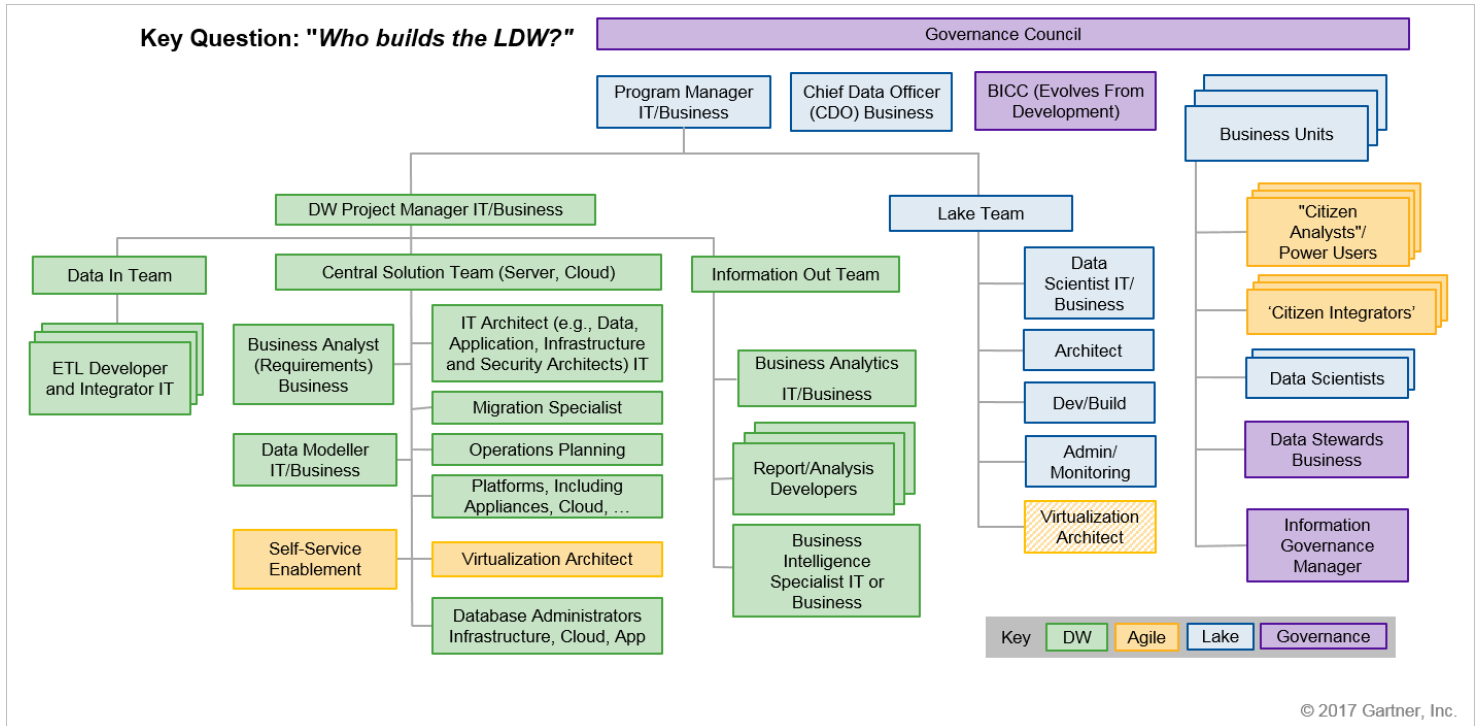 Key Question: "Who builds the LDW?"
Governance Council
Program Manager
IT/Business
Chief Data Officer
(CDO) Business
BICC (Evolves From
Development)
Business Units
DW Project Manager IT/Business
Lake Team
"Citizen
Analysts"/
Power Users
Data In Team
Central Solution Team (Server, Cloud)
Information Out Team
Data
Scientist IT/
Business
‘Citizen Integrators’
ETL Developer
and Integrator IT
Business Analyst
(Requirements)
Business
IT Architect (e.g., Data,
Application, Infrastructure
and Security Architects) IT
Business Analytics
IT/Business
Architect
Data Scientists
Migration Specialist
Dev/Build
Data Modeller
IT/Business
Operations Planning
Report/Analysis
Developers
Admin/
Monitoring
Data Stewards
Business
Platforms, Including
Appliances, Cloud, …
Self-Service
Enablement
Virtualization Architect
Business
Intelligence
Specialist IT or
Business
Virtualization
Architect
Information
Governance
Manager
Database Administrators
Infrastructure, Cloud, App
Key DW Agile Lake Governance
© 2017 Gartner, Inc.